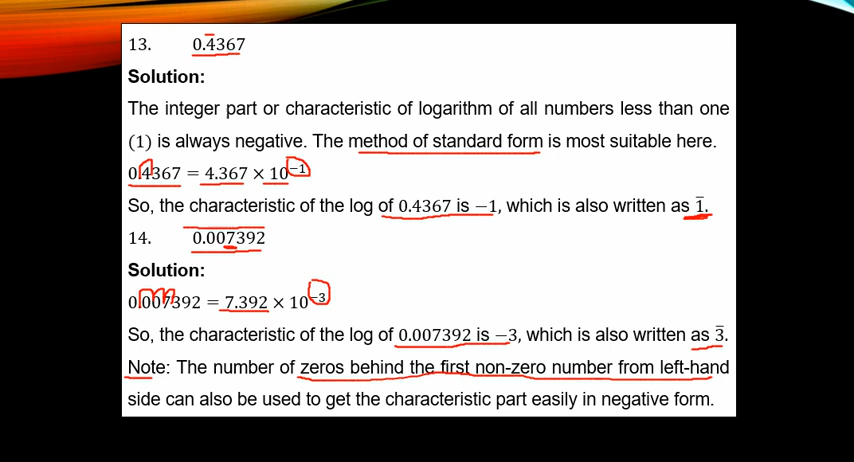 13. 0.4367
Solution:
The integer part or characteristic of logarithm of all numbers less than one
(1) is always negative. The method of standard form is most suitable here.
0.4367 = 4.367 × 10⁻¹
So, the characteristic of the log of 0.4367 is −1, which is also written as 1̄.
14. 0.007392
Solution:
0.007392 = 7.392 × 10⁻³
So, the characteristic of the log of 0.007392 is −3, which is also written as 3̄.
Note: The number of zeros behind the first non-zero number from left-hand
side can also be used to get the characteristic part easily in negative form.